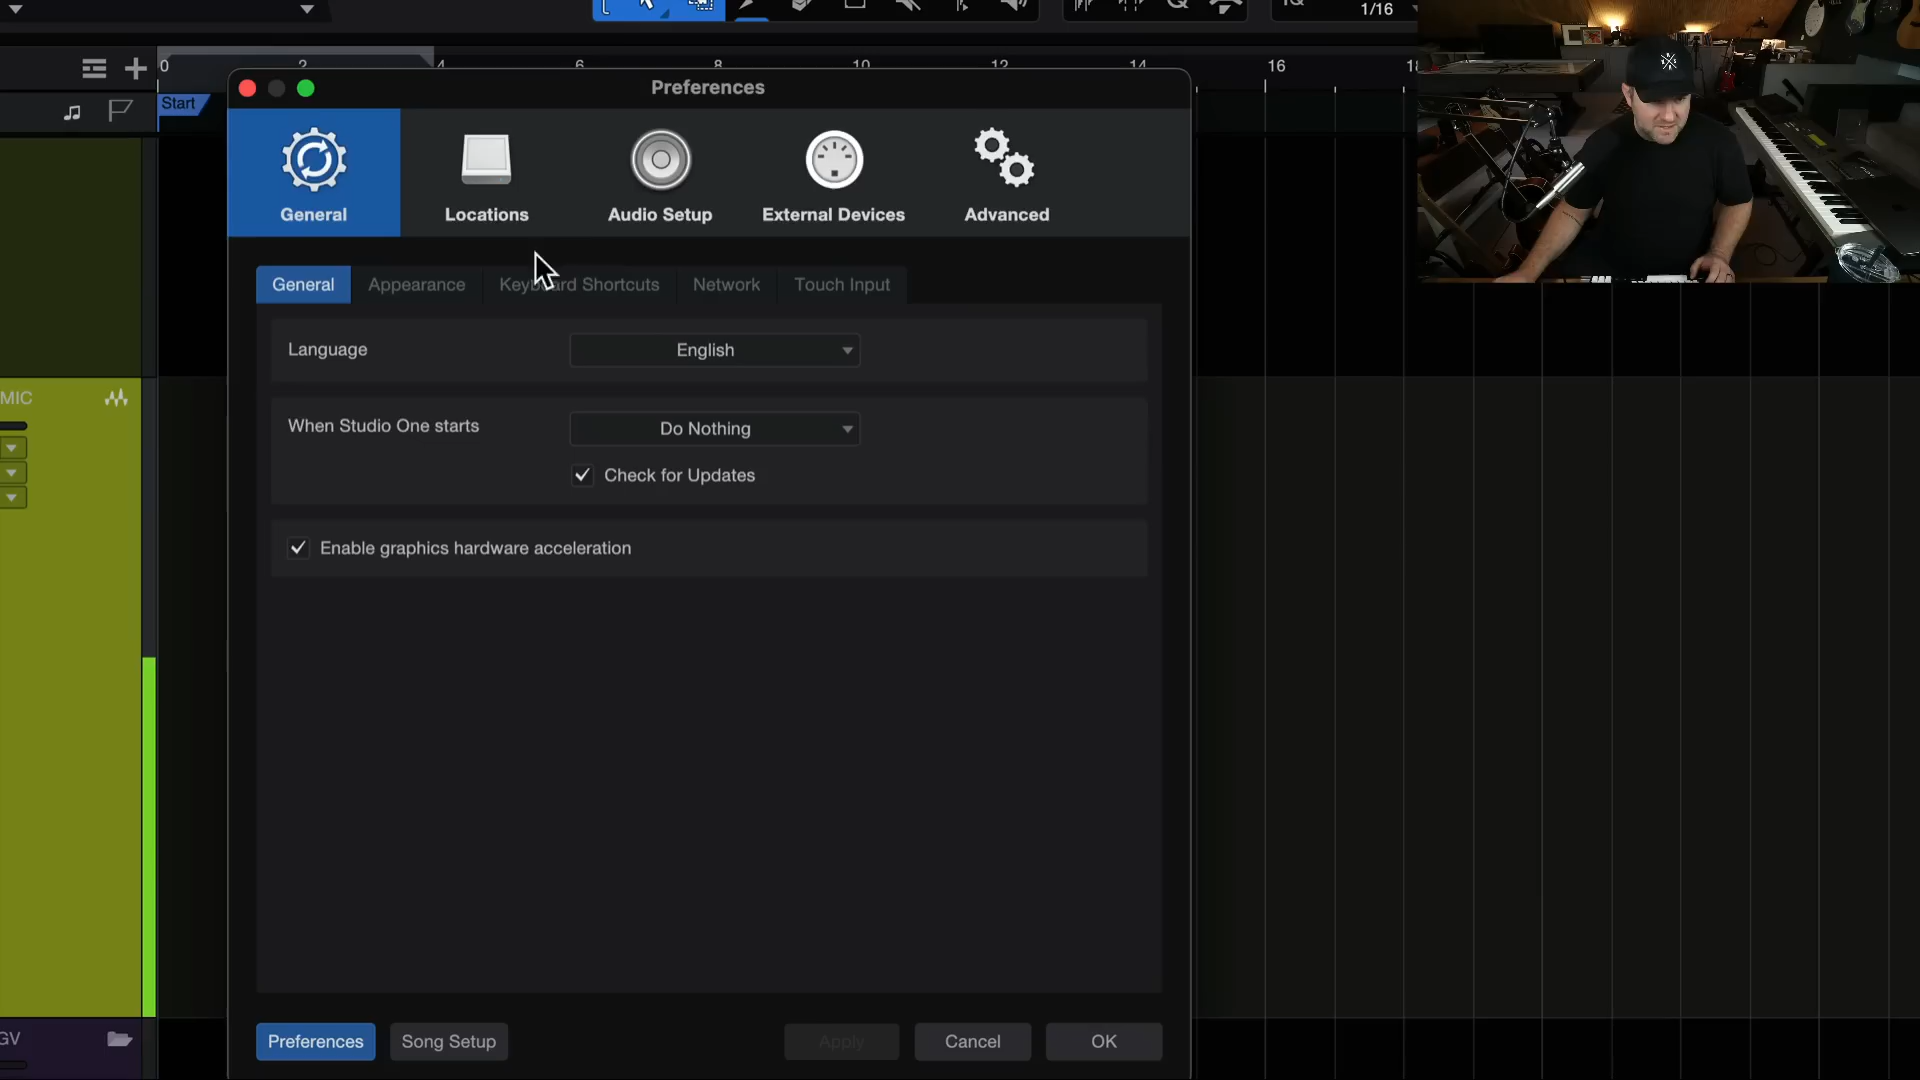 1/16
0 2 4 6 8 10 12 14 16 18
Start
Preferences
General Locations Audio Setup External Devices Advanced
General Appearance Keyboard Shortcuts Network Touch Input
Language English
When Studio One starts Do Nothing
Check for Updates
Enable graphics hardware acceleration
MIC
GV
Preferences Song Setup Apply Cancel OK